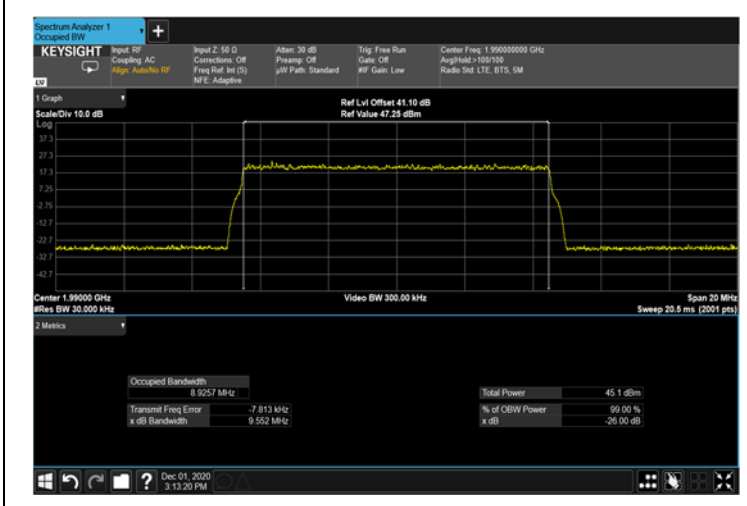 Spectrum Analyzer 1
Occupied BW
KEYSIGHT
Input: RF
Coupling: AC
Align: Auto/No RF
Input Z: 50 Ω
Corrections: Off
Freq Ref: Int (S)
NFE: Adaptive
Atten: 30 dB
Preamp: Off
µW Path: Standard
Trig: Free Run
Gate: Off
#IF Gain: Low
Center Freq: 1.990000000 GHz
Avg|Hold:>100/100
Radio Std: LTE, BTS, 5M
1 Graph
Scale/Div 10.0 dB
Ref Lvl Offset 41.10 dB
Ref Value 47.25 dBm
Log
37.3
27.3
17.3
7.25
-2.75
-12.7
-22.7
-32.7
-42.7
Center 1.99000 GHz
#Res BW 30.000 kHz
Video BW 300.00 kHz
Span 20 MHz
Sweep 20.5 ms (2001 pts)
2 Metrics
Occupied Bandwidth
8.9257 MHz
Transmit Freq Error -7.813 kHz
x dB Bandwidth 9.552 MHz
Total Power 45.1 dBm
% of OBW Power 99.00 %
x dB -26.00 dB
Dec 01, 2020
3:13:20 PM